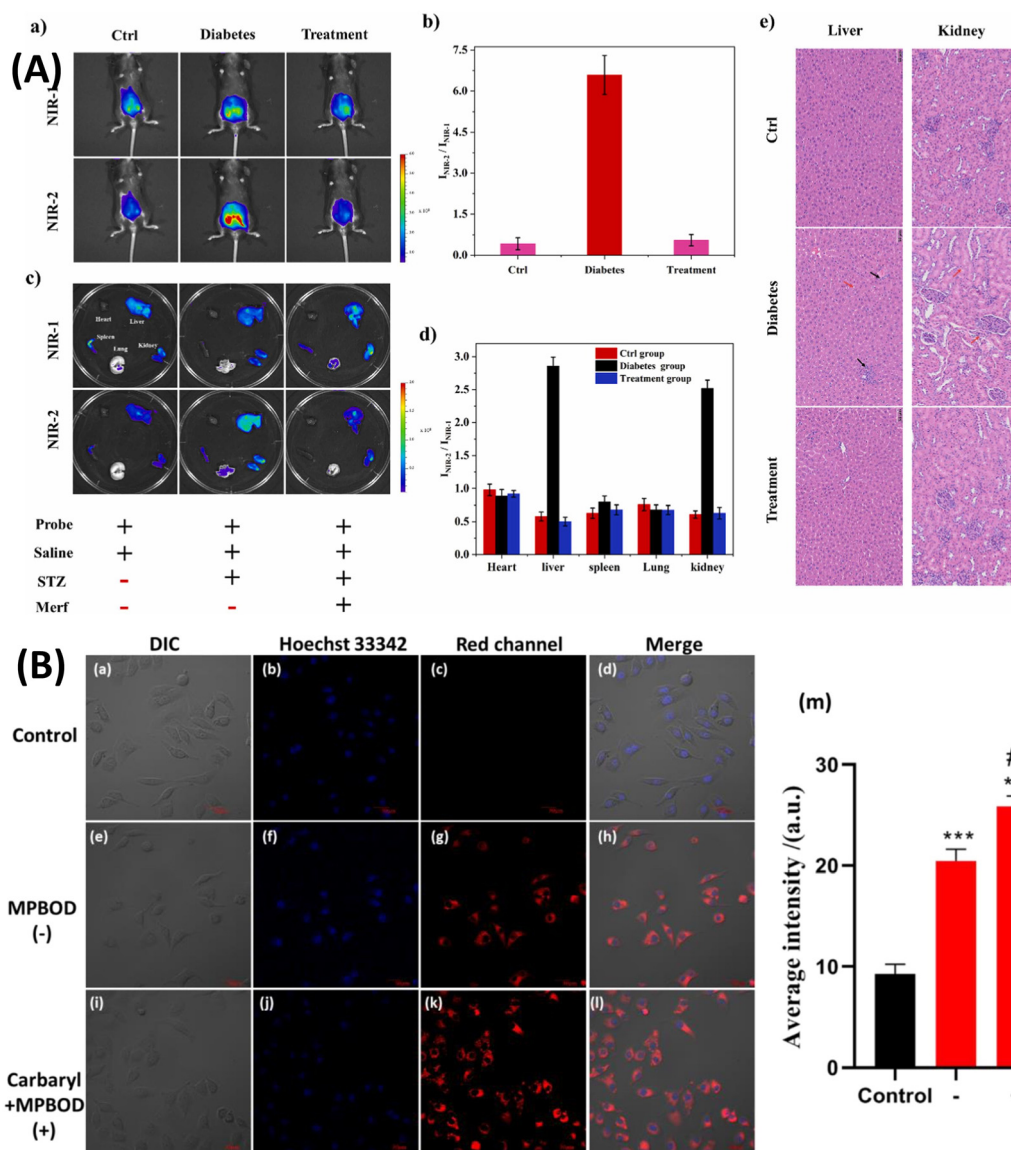 (A)
a)
Ctrl Diabetes Treatment
NIR-1
NIR-2
b)
I NIR-2 / I NIR-1
7.5
6.0
4.5
3.0
1.5
0.0
Ctrl Diabetes Treatment
c)
NIR-1
Heart
Liver
Spleen
Lung
Kidney
NIR-2
Probe + + +
Saline + + +
STZ - + +
Merf - - +
d)
Ctrl group
Diabetes group
Treatment group
I NIR-2 / I NIR-1
3.0
2.5
2.0
1.5
1.0
0.5
0.0
Heart liver spleen Lung kidney
e)
Liver Kidney
Ctrl
Diabetes
Treatment
(B)
DIC Hoechst 33342 Red channel Merge
Control
(a) (b) (c) (d)
MPBOD
(-)
(e) (f) (g) (h)
Carbaryl
+MPBOD
(+)
(i) (j) (k) (l)
(m)
Average intensity /(a.u.)
30
20
10
0
***
#
*
Control -